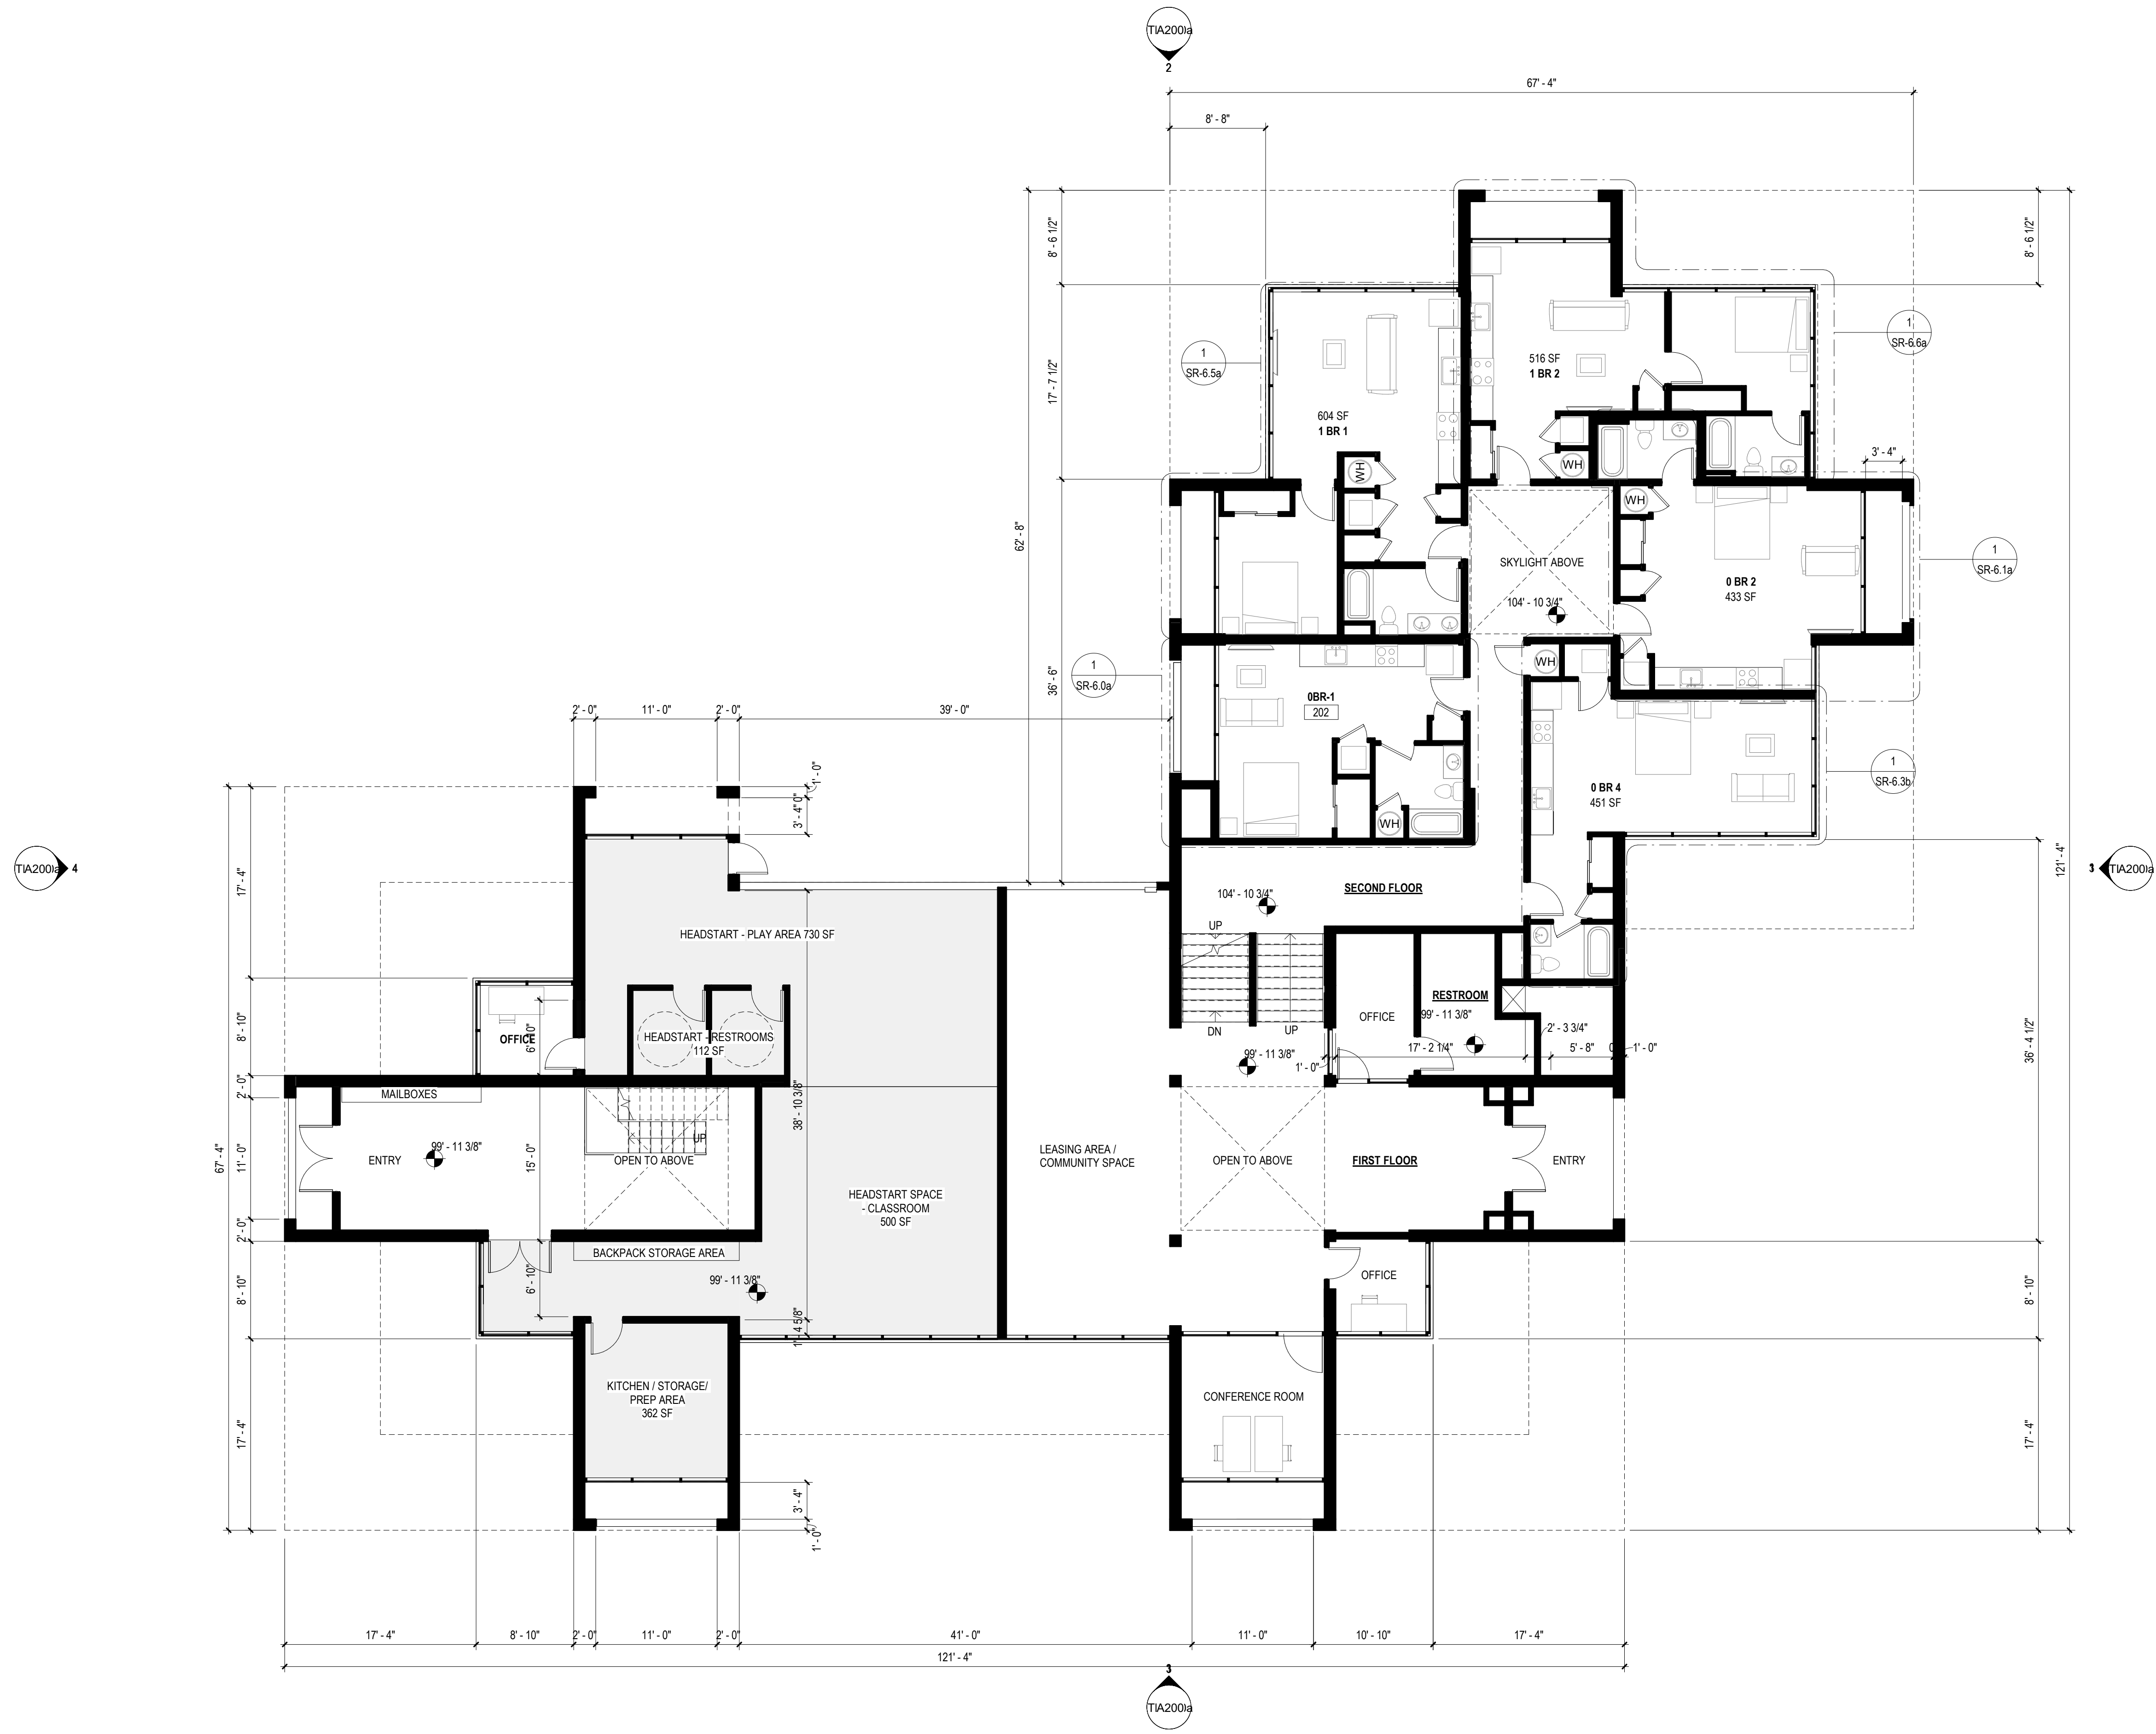 TIA200a
2
67' - 4"
8' - 8"
8' - 6 1/2"
8' - 6 1/2"
17' - 7 1/2"
62' - 8"
36' - 6"
1
SR-6.5a
1
SR-6.6a
516 SF
1 BR 2
604 SF
1 BR 1
WH
WH
WH
3' - 4"
SKYLIGHT ABOVE
104' - 10 3/4"
0 BR 2
433 SF
1
SR-6.1a
1
SR-6.0a
WH
0BR-1
202
2' - 0"
11' - 0"
2' - 0"
39' - 0"
1
SR-6.3b
0 BR 4
451 SF
WH
1' - 0"
3' - 4"
TIA200a
4
3
TIA200a
121' - 4"
17' - 4"
104' - 10 3/4"
SECOND FLOOR
UP
HEADSTART - PLAY AREA 730 SF
RESTROOM
OFFICE
99' - 11 3/8"
DN
UP
8' - 10"
OFFICE
6' - 10"
HEADSTART - RESTROOMS
112 SF
99' - 11 3/8"
1' - 0"
17' - 2 1/4"
2' - 3 3/4"
5' - 8"
1' - 0"
36' - 4 1/2"
2' - 0"
MAILBOXES
38' - 10 3/8"
67' - 4"
11' - 0"
ENTRY
99' - 11 3/8"
15' - 0"
UP
OPEN TO ABOVE
LEASING AREA /
COMMUNITY SPACE
OPEN TO ABOVE
FIRST FLOOR
ENTRY
HEADSTART SPACE
- CLASSROOM
500 SF
2' - 0"
BACKPACK STORAGE AREA
8' - 10"
6' - 10"
99' - 11 3/8"
OFFICE
8' - 10"
1' - 4 5/8"
KITCHEN / STORAGE/
PREP AREA
362 SF
CONFERENCE ROOM
17' - 4"
17' - 4"
3' - 4"
1' - 0"
17' - 4"
8' - 10"
2' - 0"
11' - 0"
2' - 0"
41' - 0"
11' - 0"
10' - 10"
17' - 4"
121' - 4"
3
TIA200a